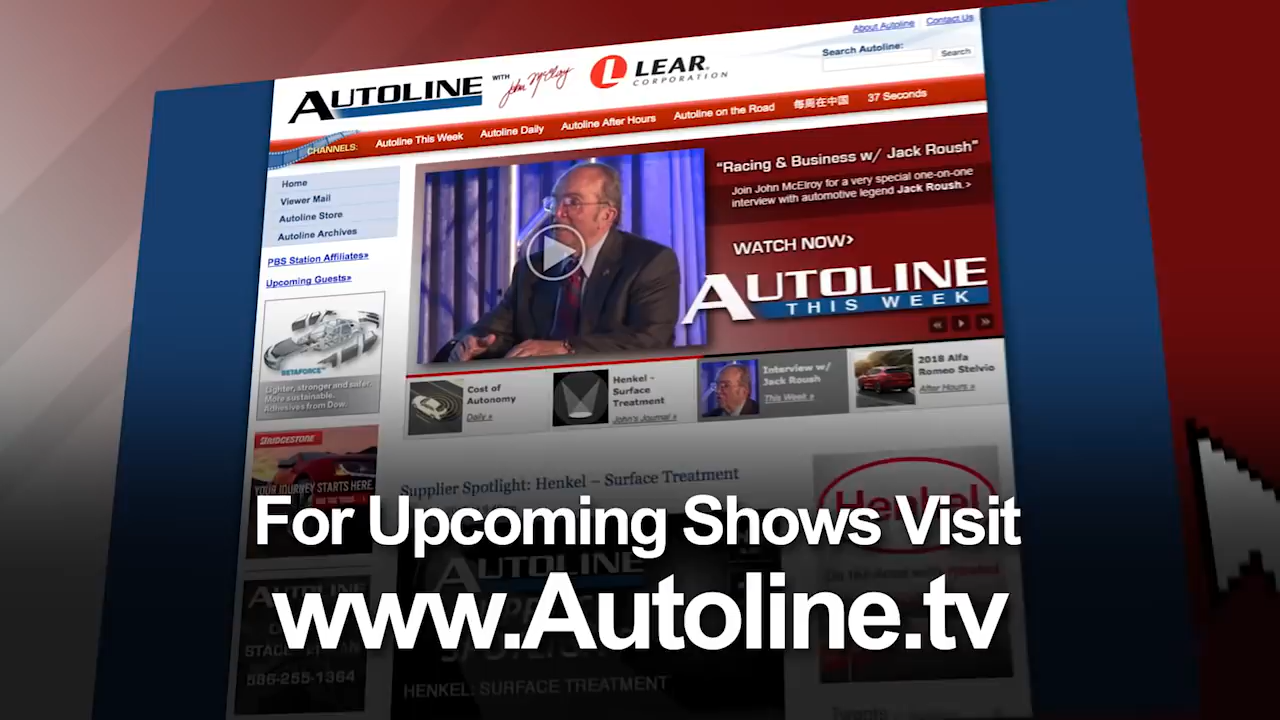 About Autoline
Contact Us
AUTOLINE
WITH
John McElroy
LEAR
CORPORATION
Search Autoline:
Search
CHANNELS:
Autoline This Week
Autoline Daily
Autoline After Hours
Autoline on the Road
每周在中国
37 Seconds
Home
Viewer Mail
Autoline Store
Autoline Archives
PBS Station Affiliates»
Upcoming Guests»
BETAFORCE™
Lighter, stronger and safer.
More sustainable.
Adhesives from Dow.
"Racing & Business w/ Jack Roush"
Join John McElroy for a very special one-on-one
interview with automotive legend Jack Roush.>
WATCH NOW>
AUTOLINE
THIS WEEK
Cost of
Autonomy
Daily »
Henkel -
Surface
Treatment
John's Journal »
Interview w/
Jack Roush
This Week »
2018 Alfa
Romeo Stelvio
After Hours »
BRIDGESTONE
YOUR JOURNEY STARTS HERE.
Supplier Spotlight: Henkel – Surface Treatment
Henkel
For Upcoming Shows Visit
www.Autoline.tv
AUTOLINE
AUTOLINE
586-255-1364
HENKEL: SURFACE TREATMENT